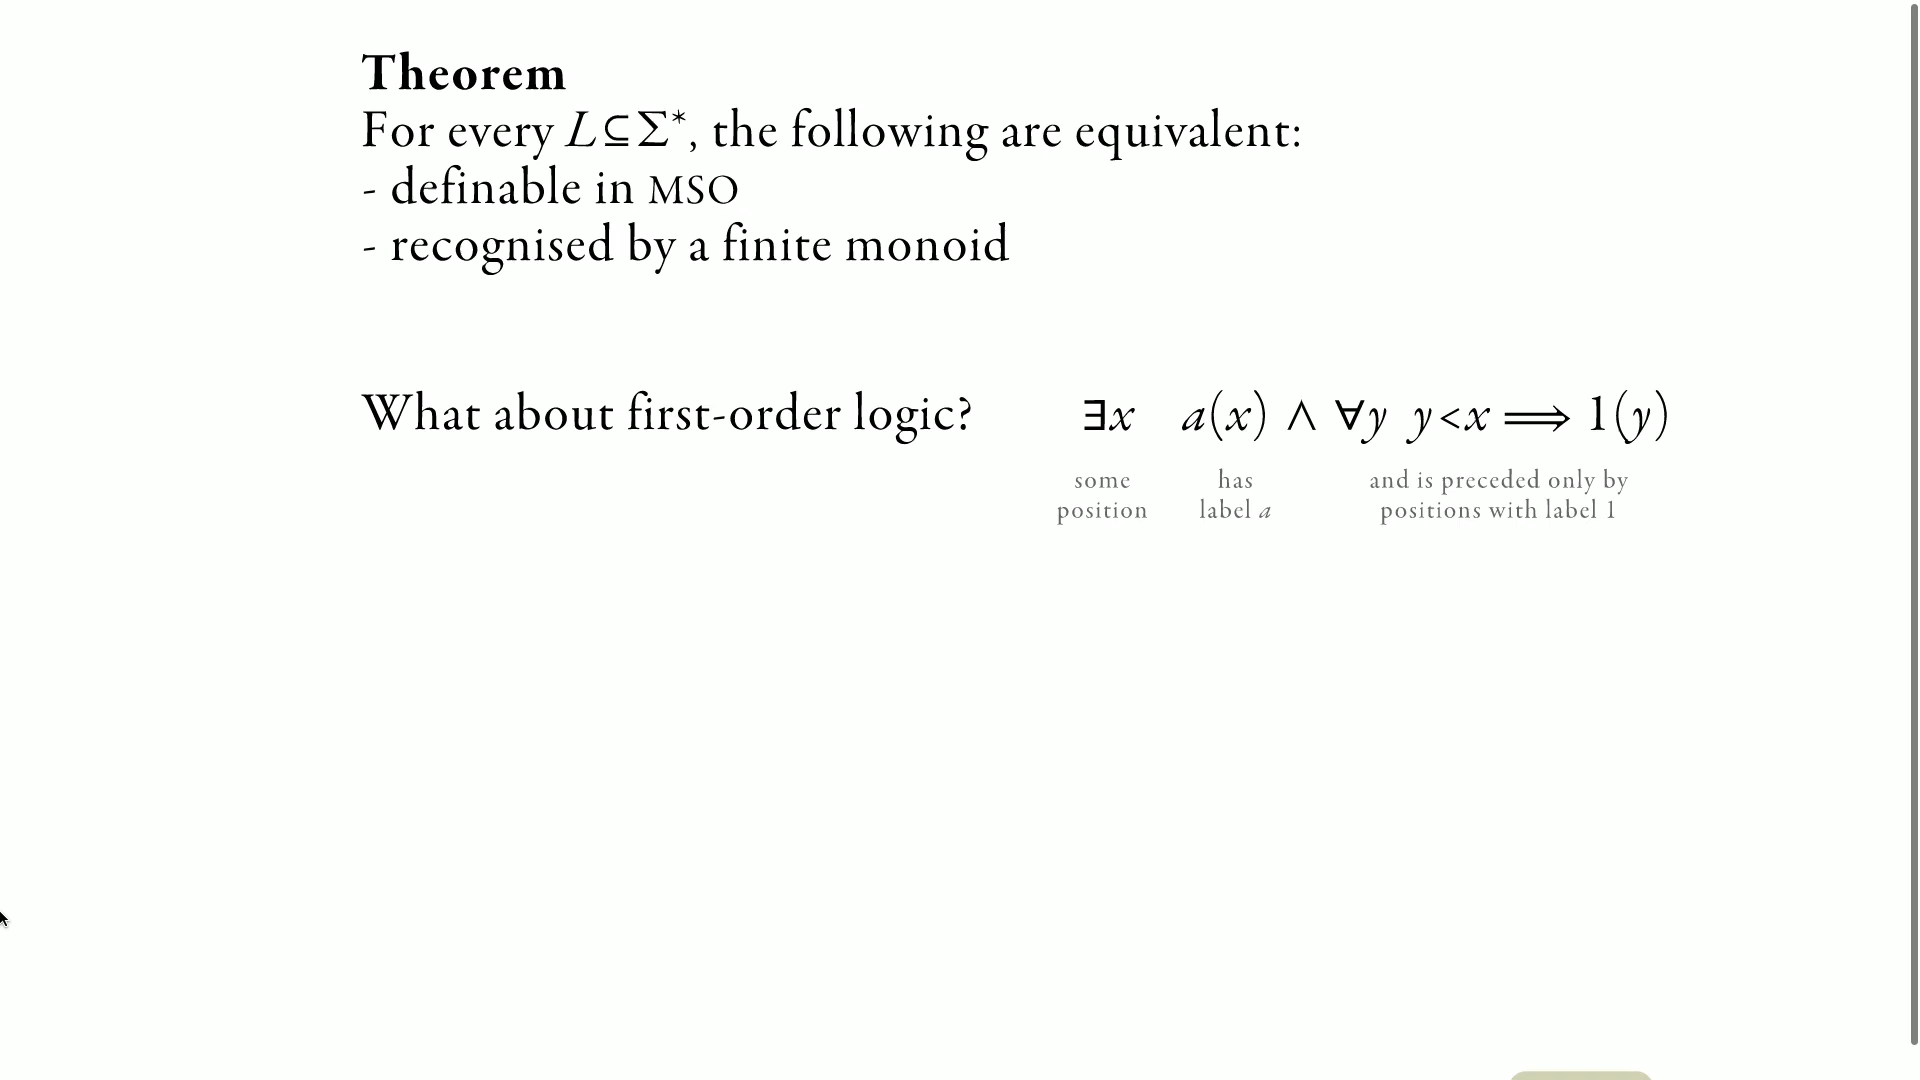 Theorem
For every L⊆Σ*, the following are equivalent:
- definable in MSO
- recognised by a finite monoid
What about first-order logic? ∃x a(x) ∧ ∀y y<x ⟹ 1(y)
some has and is preceded only by
position label a positions with label 1